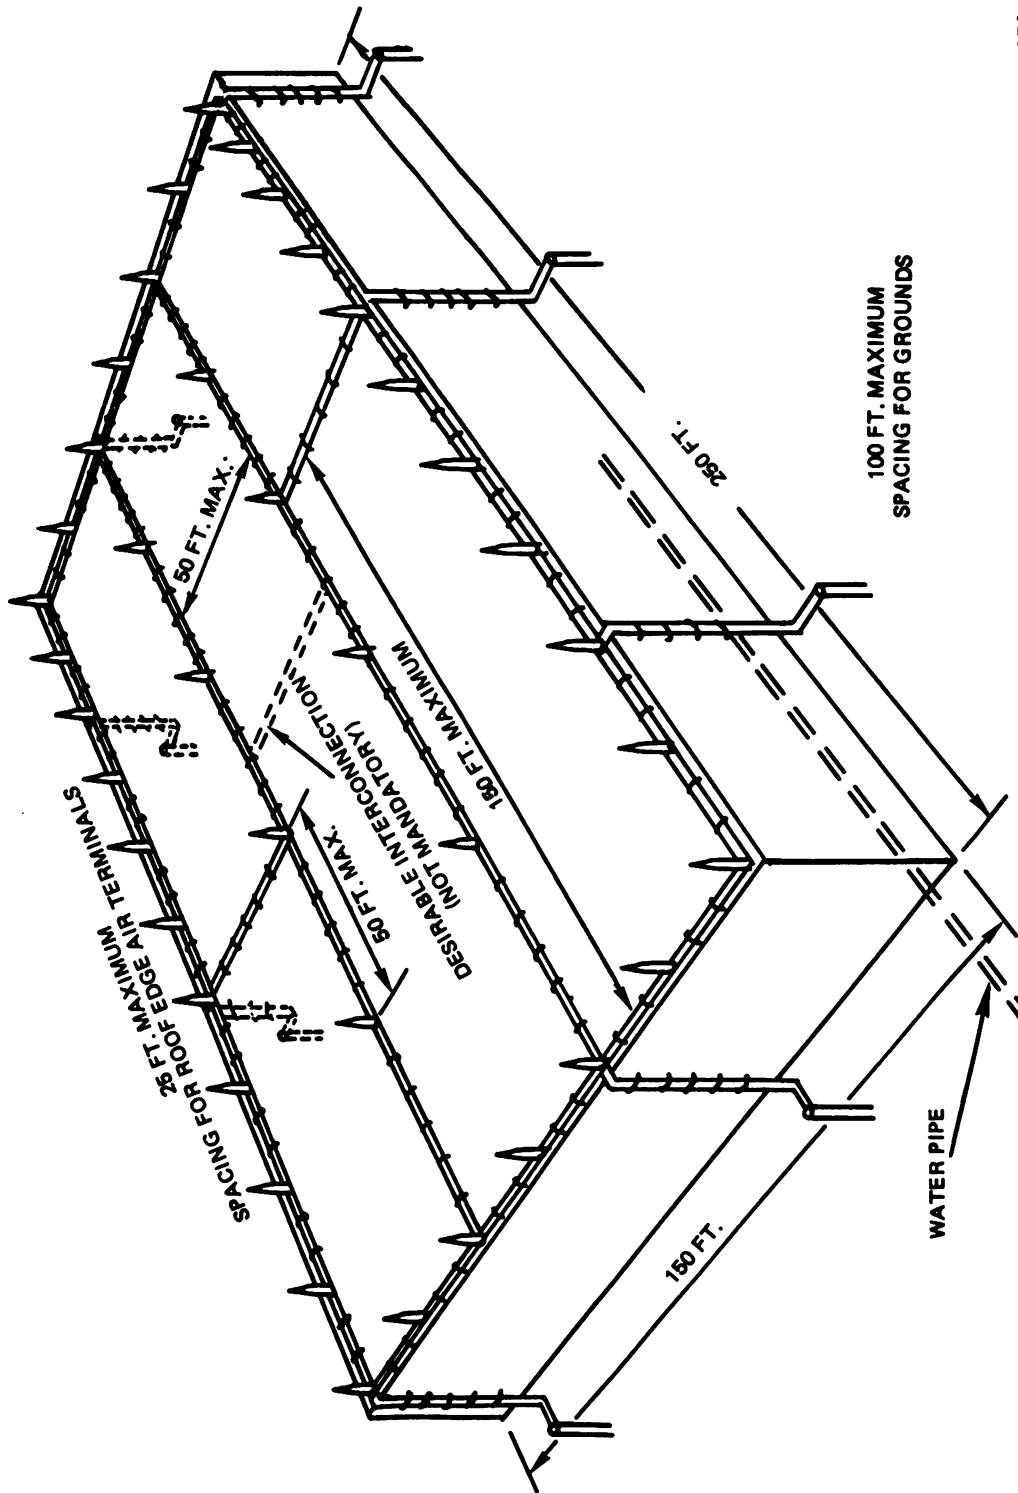 25 FT. MAXIMUM
SPACING FOR ROOF EDGE AIR TERMINALS
50 FT. MAX.
50 FT. MAX.
DESIRABLE INTERCONNECTION
(NOT MANDATORY)
150 FT. MAXIMUM
250 FT.
100 FT. MAXIMUM
SPACING FOR GROUNDS
150 FT.
WATER PIPE